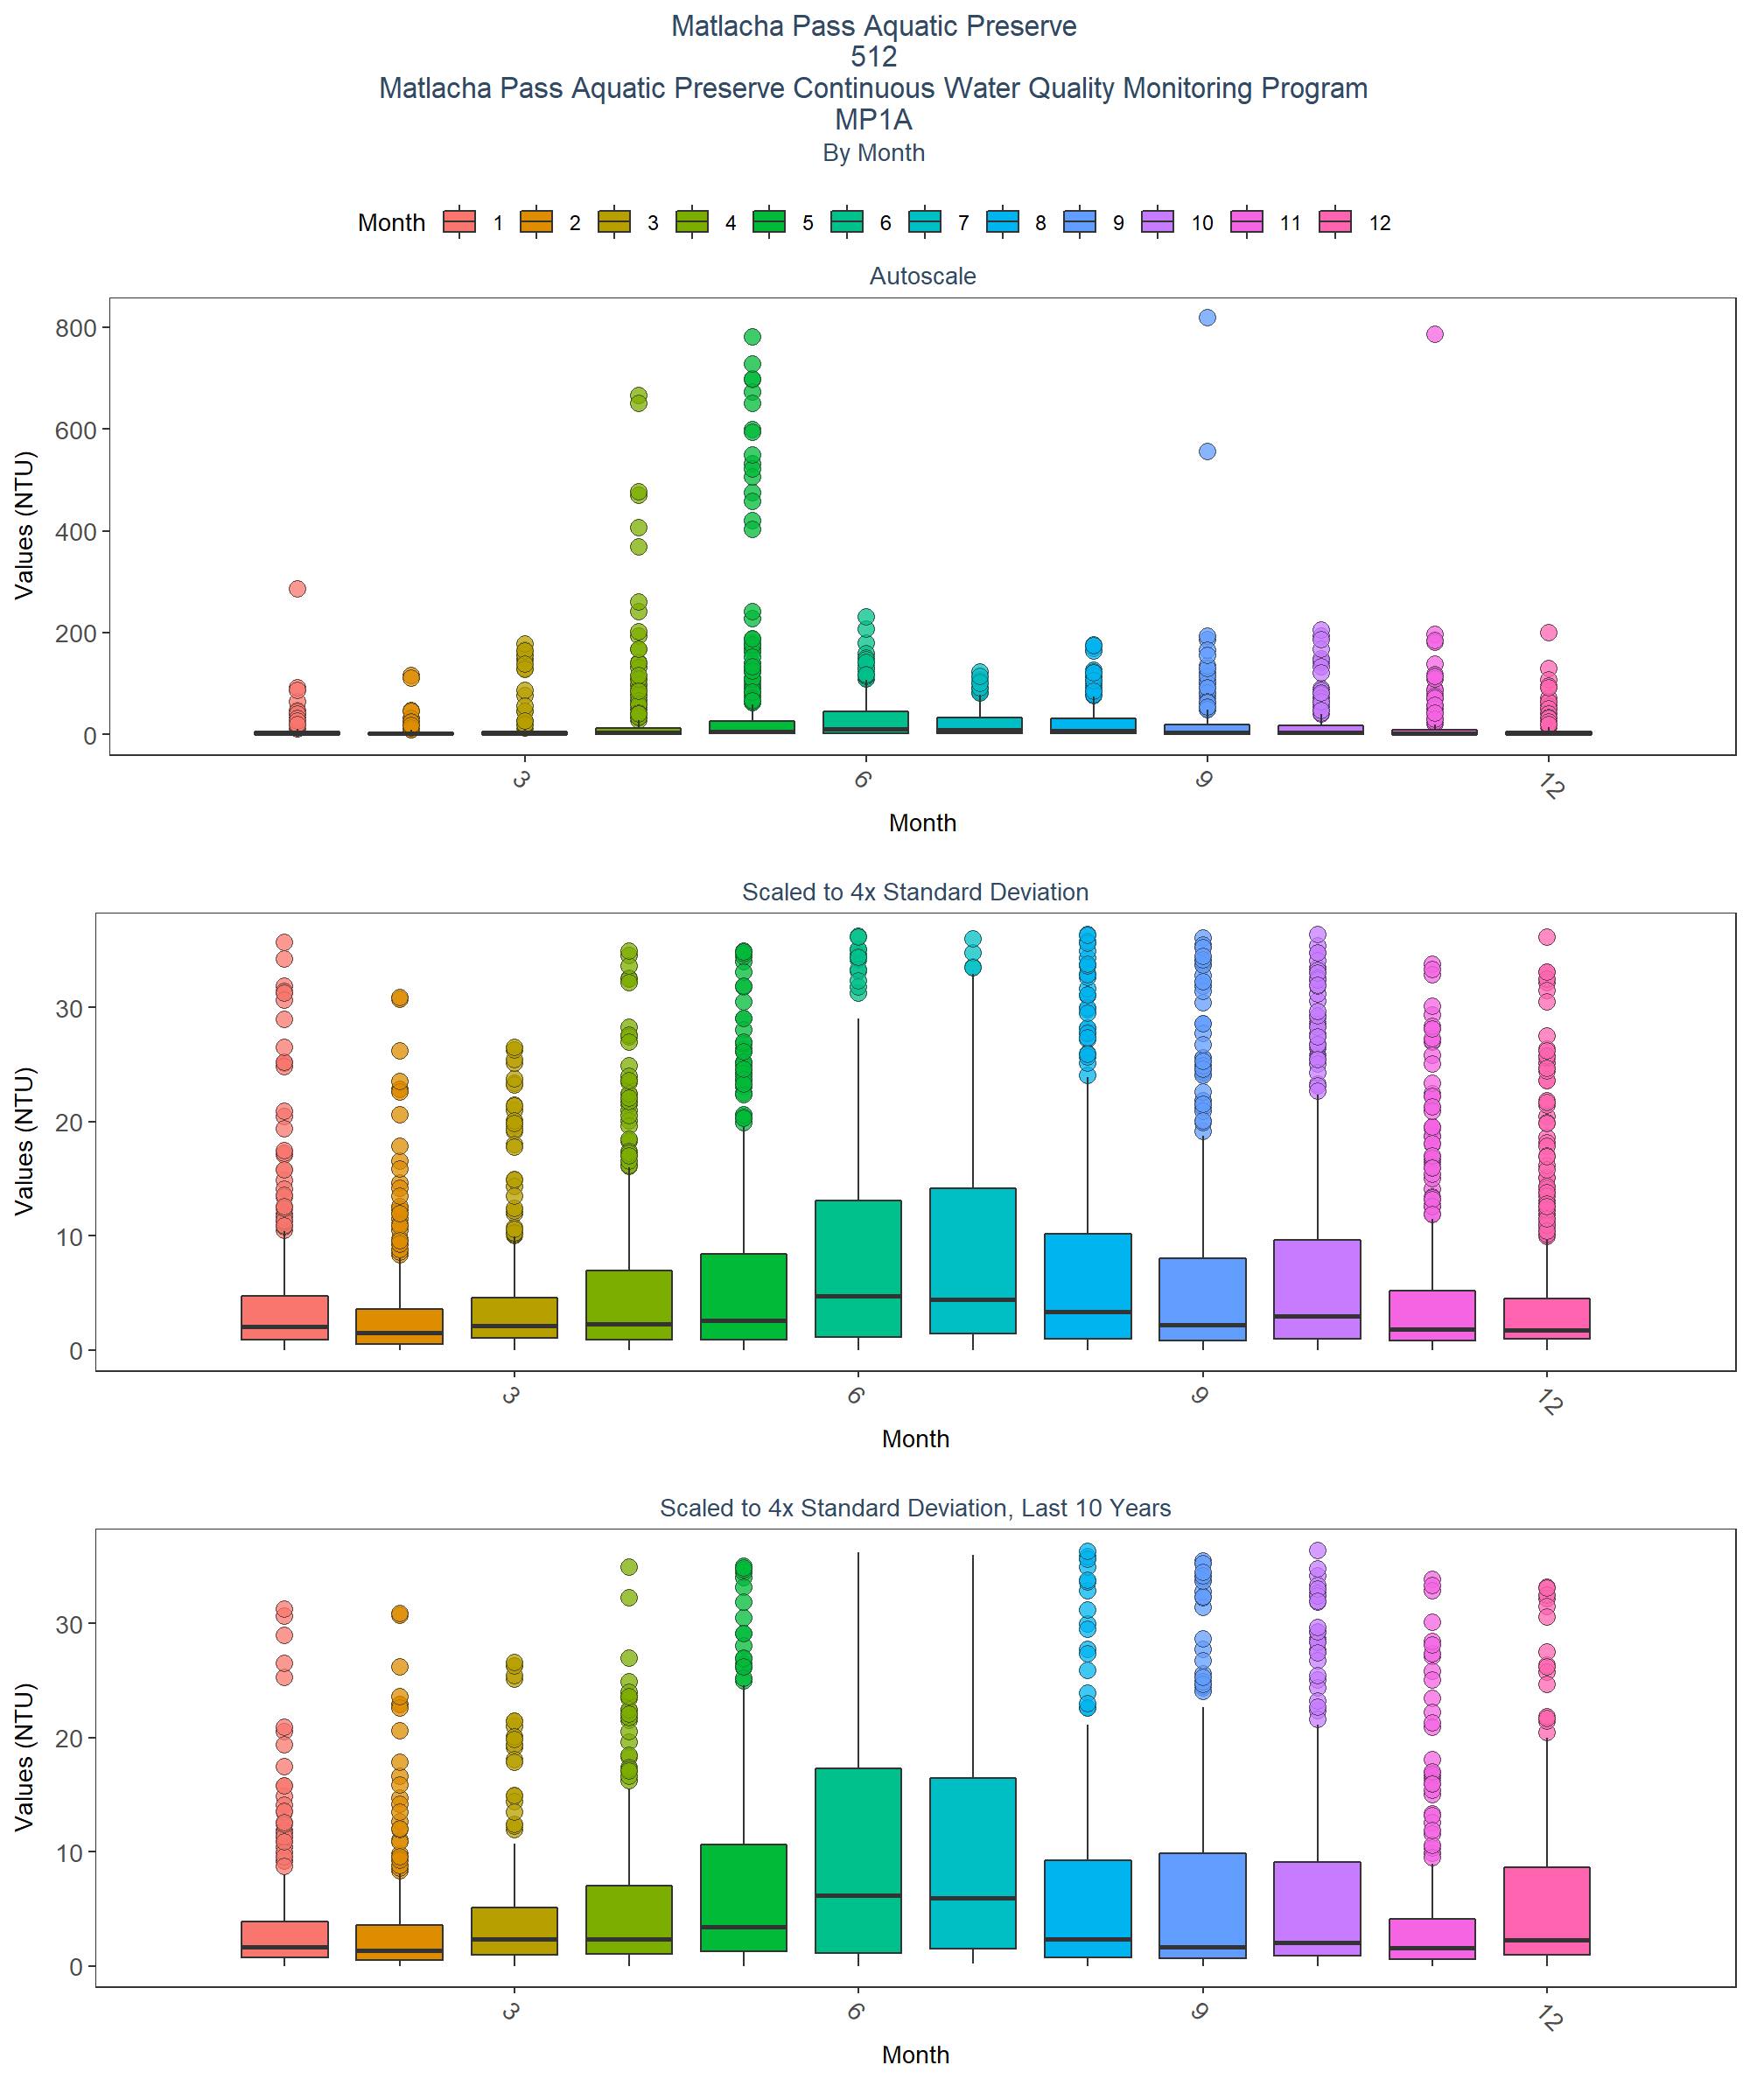 Matlacha Pass Aquatic Preserve
512
Matlacha Pass Aquatic Preserve Continuous Water Quality Monitoring Program
MP1A
By Month
Month 1 2 3 4 5 6 7 8 9 10 11 12
Autoscale
Values (NTU)
800
600
400
200
0
3 6 9 12
Month
Scaled to 4x Standard Deviation
Values (NTU)
30
20
10
0
3 6 9 12
Month
Scaled to 4x Standard Deviation, Last 10 Years
Values (NTU)
30
20
10
0
3 6 9 12
Month